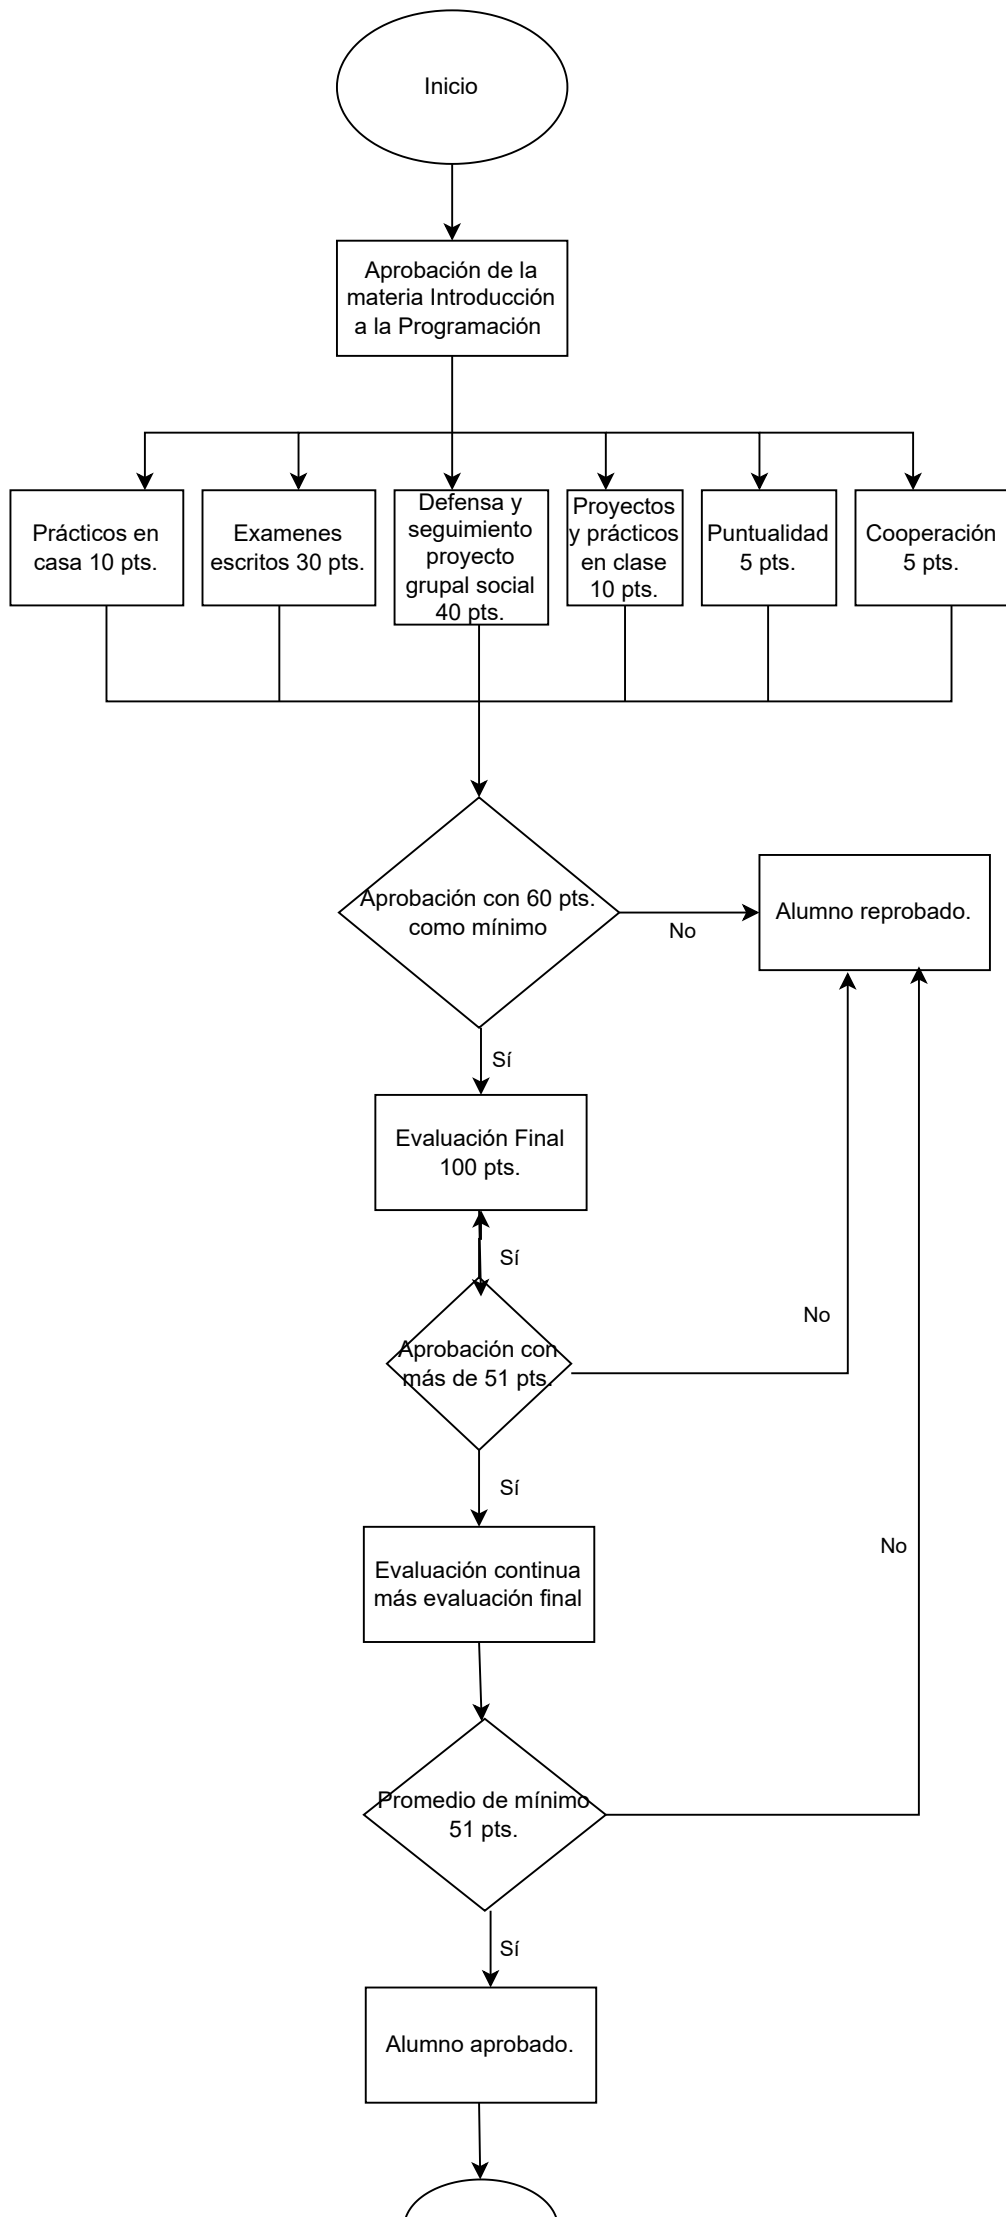 Inicio
Aprobación de la
materia Introducción
a la Programación
Prácticos en
casa 10 pts.
Examenes
escritos 30 pts.
Defensa y
seguimiento
proyecto
grupal social
40 pts.
Proyectos
y prácticos
en clase
10 pts.
Puntualidad
5 pts.
Cooperación
5 pts.
Aprobación con 60 pts.
como mínimo
No
Alumno reprobado.
Sí
Evaluación Final
100 pts.
Sí
No
Aprobación con
más de 51 pts.
Sí
No
Evaluación continua
más evaluación final
Promedio de mínimo
51 pts.
Sí
Alumno aprobado.